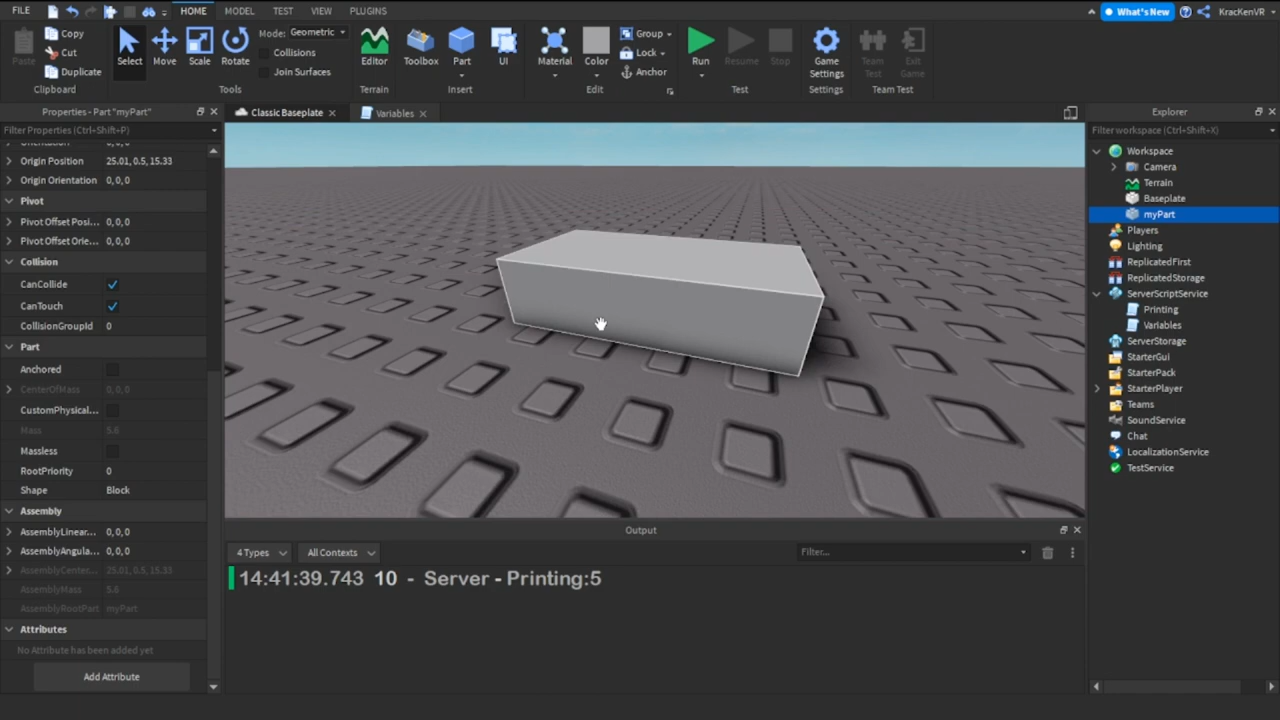 FILE HOME MODEL TEST VIEW PLUGINS What's New KracKenVR
Paste Copy Cut Duplicate Clipboard
Select Move Scale Rotate Mode: Geometric Collisions Join Surfaces Tools
Editor Terrain
Toolbox Part UI Insert
Material Color Group Lock Anchor Edit
Run Resume Stop Test
Game Settings Settings
Team Test Exit Game Team Test
Properties - Part "myPart"
Filter Properties (Ctrl+Shift+P)
Orientation 0, 0, 0
Origin Position 25.01, 0.5, 15.33
Origin Orientation 0, 0, 0
Pivot
Pivot Offset Posi... 0, 0, 0
Pivot Offset Orie... 0, 0, 0
Collision
CanCollide
CanTouch
CollisionGroupId 0
Part
Anchored
CenterOfMass 0, 0, 0
CustomPhysical...
Mass 5.6
Massless
RootPriority 0
Shape Block
Assembly
AssemblyLinear... 0, 0, 0
AssemblyAngula... 0, 0, 0
AssemblyCenter... 25.01, 0.5, 15.33
AssemblyMass 5.6
AssemblyRootPart myPart
Attributes
No Attribute has been added yet
Add Attribute
Classic Baseplate Variables
Output
4 Types All Contexts Filter...
14:41:39.743 10 - Server - Printing:5
Explorer
Filter workspace (Ctrl+Shift+X)
Workspace
Camera
Terrain
Baseplate
myPart
Players
Lighting
ReplicatedFirst
ReplicatedStorage
ServerScriptService
Printing
Variables
ServerStorage
StarterGui
StarterPack
StarterPlayer
Teams
SoundService
Chat
LocalizationService
TestService